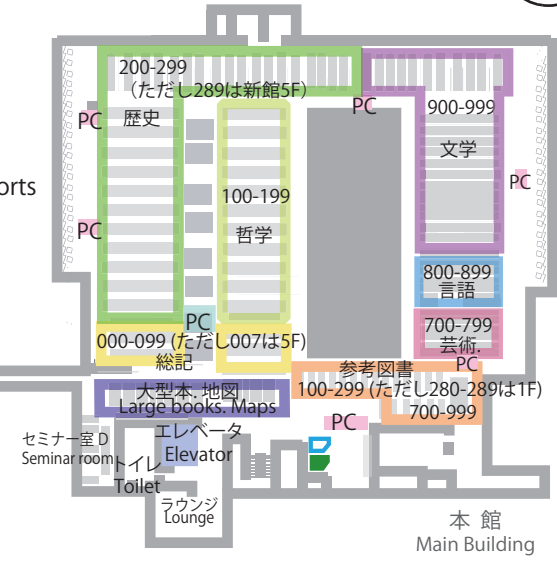 200-299
（ただし289は新館5F）
歴史
PC
PC
PC
900-999
文学
PC
orts
100-199
哲学
800-899
言語
PC
700-799
芸術.
PC
000-099 (ただし007は5F)
総記
参考図書
100-299 (ただし280-289は1F)
700-999
大型本. 地図
Large books. Maps
PC
エレベータ
Elevator
セミナー室 D
Seminar room
トイレ
Toilet
ラウンジ
Lounge
本 館
Main Building